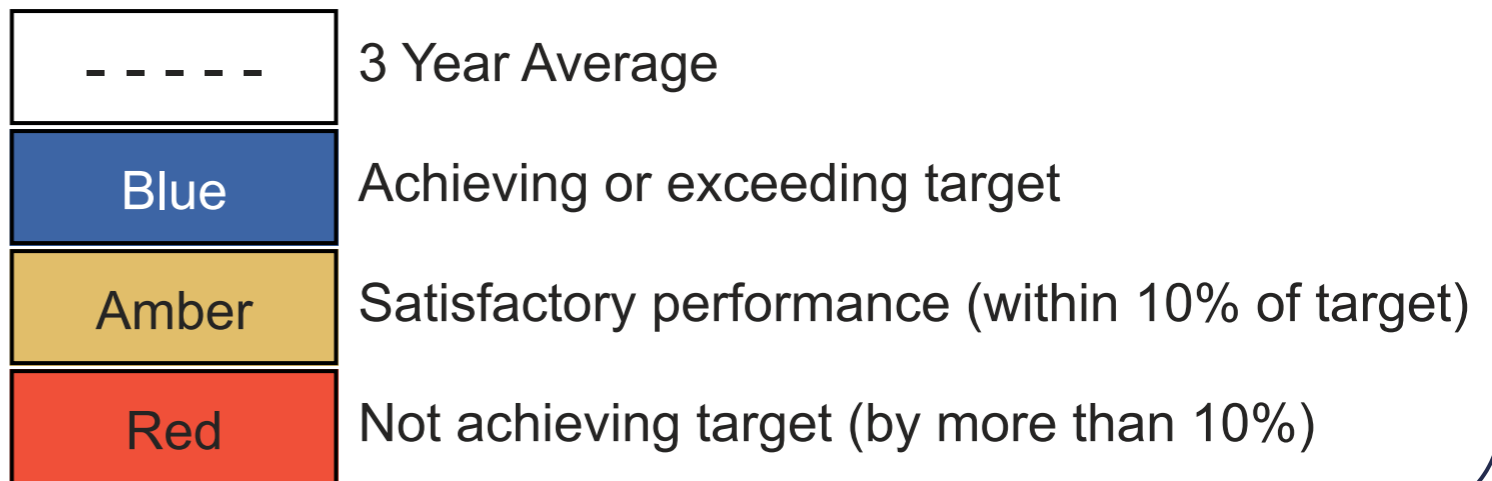 - - - - - 3 Year Average
Blue Achieving or exceeding target
Amber Satisfactory performance (within 10% of target)
Red Not achieving target (by more than 10%)